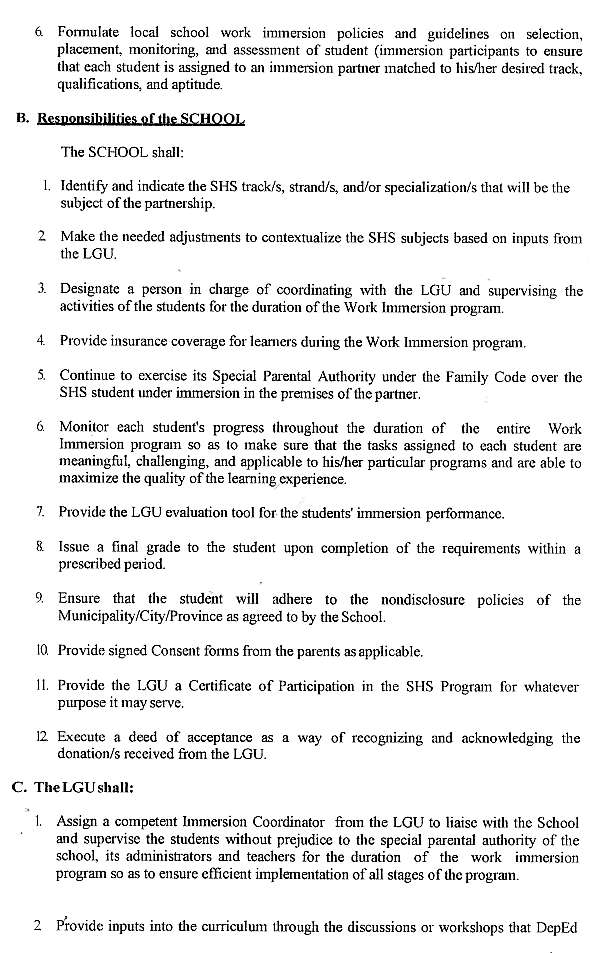 6. Formulate local school work immersion policies and guidelines on selection,
placement, monitoring, and assessment of student (immersion participants to ensure
that each student is assigned to an immersion partner matched to his/her desired track,
qualifications, and aptitude.
B. Responsibilities of the SCHOOL
The SCHOOL shall:
1. Identify and indicate the SHS track/s, strand/s, and/or specialization/s that will be the
subject of the partnership.
2. Make the needed adjustments to contextualize the SHS subjects based on inputs from
the LGU.
3. Designate a person in charge of coordinating with the LGU and supervising the
activities of the students for the duration of the Work Immersion program.
4. Provide insurance coverage for learners during the Work Immersion program.
5. Continue to exercise its Special Parental Authority under the Family Code over the
SHS student under immersion in the premises of the partner.
6. Monitor each student's progress throughout the duration of the entire Work
Immersion program so as to make sure that the tasks assigned to each student are
meaningful, challenging, and applicable to his/her particular programs and are able to
maximize the quality of the learning experience.
7. Provide the LGU evaluation tool for the students' immersion performance.
8. Issue a final grade to the student upon completion of the requirements within a
prescribed period.
9. Ensure that the student will adhere to the nondisclosure policies of the
Municipality/City/Province as agreed to by the School.
10. Provide signed Consent forms from the parents as applicable.
11. Provide the LGU a Certificate of Participation in the SHS Program for whatever
purpose it may serve.
12. Execute a deed of acceptance as a way of recognizing and acknowledging the
donation/s received from the LGU.
C. The LGU shall:
1. Assign a competent Immersion Coordinator from the LGU to liaise with the School
and supervise the students without prejudice to the special parental authority of the
school, its administrators and teachers for the duration of the work immersion
program so as to ensure efficient implementation of all stages of the program.
2 Provide inputs into the curriculum through the discussions or workshops that DepEd